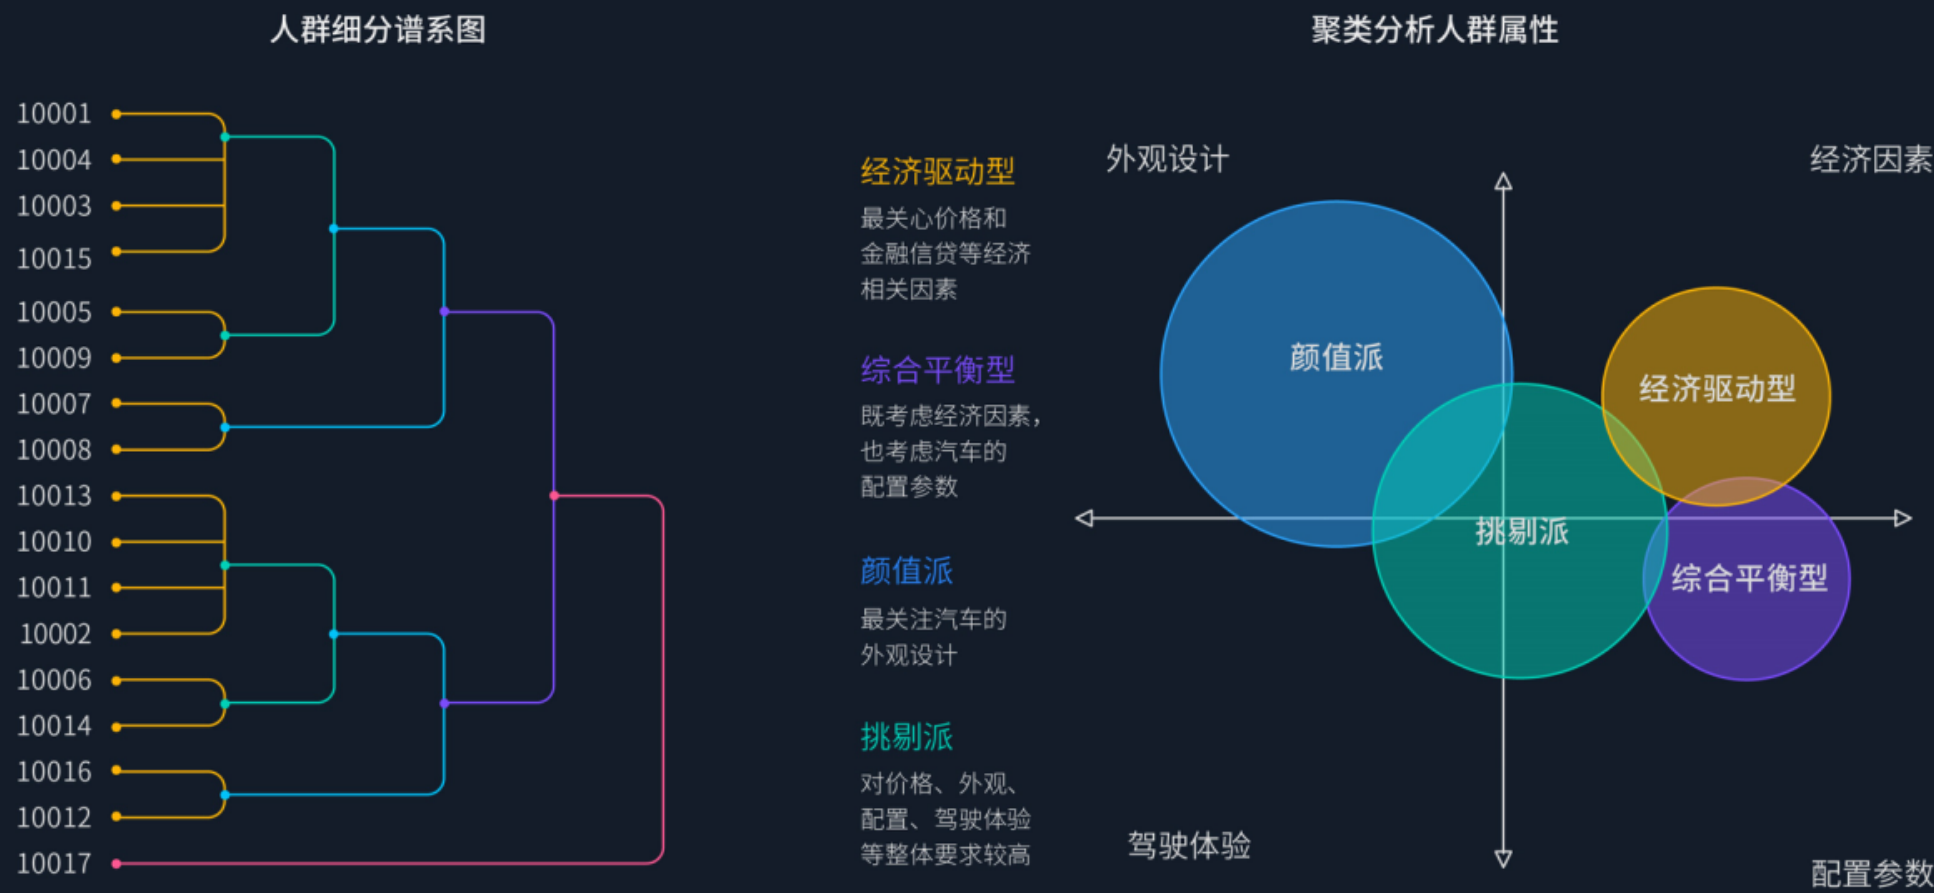 人群细分谱系图
10001
10004
10003
10015
10005
10009
10007
10008
10013
10010
10011
10002
10006
10014
10016
10012
10017
经济驱动型
最关心价格和
金融信贷等经济
相关因素
综合平衡型
既考虑经济因素，
也考虑汽车的
配置参数
颜值派
最关注汽车的
外观设计
挑剔派
对价格、外观、
配置、驾驶体验
等整体要求较高
聚类分析人群属性
外观设计
经济因素
颜值派
经济驱动型
挑剔派
综合平衡型
驾驶体验
配置参数